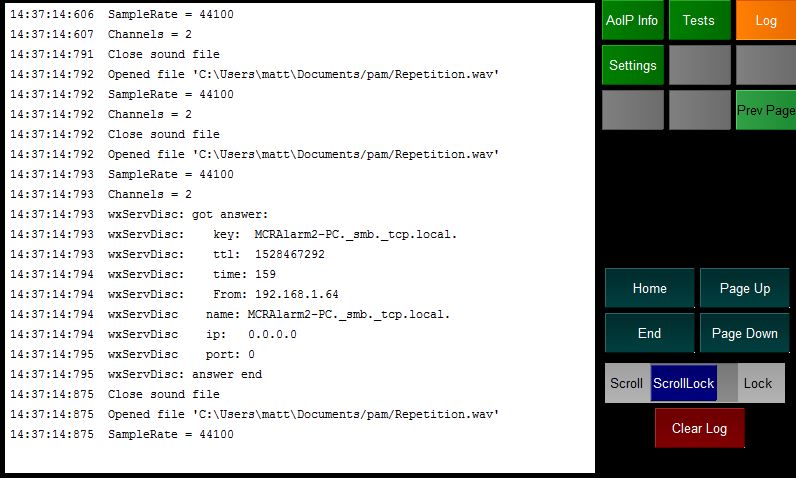 14:37:14:606  SampleRate = 44100
14:37:14:607  Channels = 2
14:37:14:791  Close sound file
14:37:14:792  Opened file 'C:\Users\matt\Documents/pam/Repetition.wav'
14:37:14:792  SampleRate = 44100
14:37:14:792  Channels = 2
14:37:14:792  Close sound file
14:37:14:792  Opened file 'C:\Users\matt\Documents/pam/Repetition.wav'
14:37:14:793  SampleRate = 44100
14:37:14:793  Channels = 2
14:37:14:793  wxServDisc: got answer:
14:37:14:793  wxServDisc:    key:  MCRAlarm2-PC._smb._tcp.local.
14:37:14:793  wxServDisc:    ttl:  1528467292
14:37:14:794  wxServDisc:    time: 159
14:37:14:794  wxServDisc:    From: 192.168.1.64
14:37:14:794  wxServDisc    name: MCRAlarm2-PC._smb._tcp.local.
14:37:14:794  wxServDisc    ip:   0.0.0.0
14:37:14:795  wxServDisc    port: 0
14:37:14:795  wxServDisc: answer end
14:37:14:875  Close sound file
14:37:14:875  Opened file 'C:\Users\matt\Documents/pam/Repetition.wav'
14:37:14:875  SampleRate = 44100
AoIP Info  Tests  Log
Settings
Prev Page
Home  Page Up
End  Page Down
Scroll  ScrollLock  Lock
Clear Log